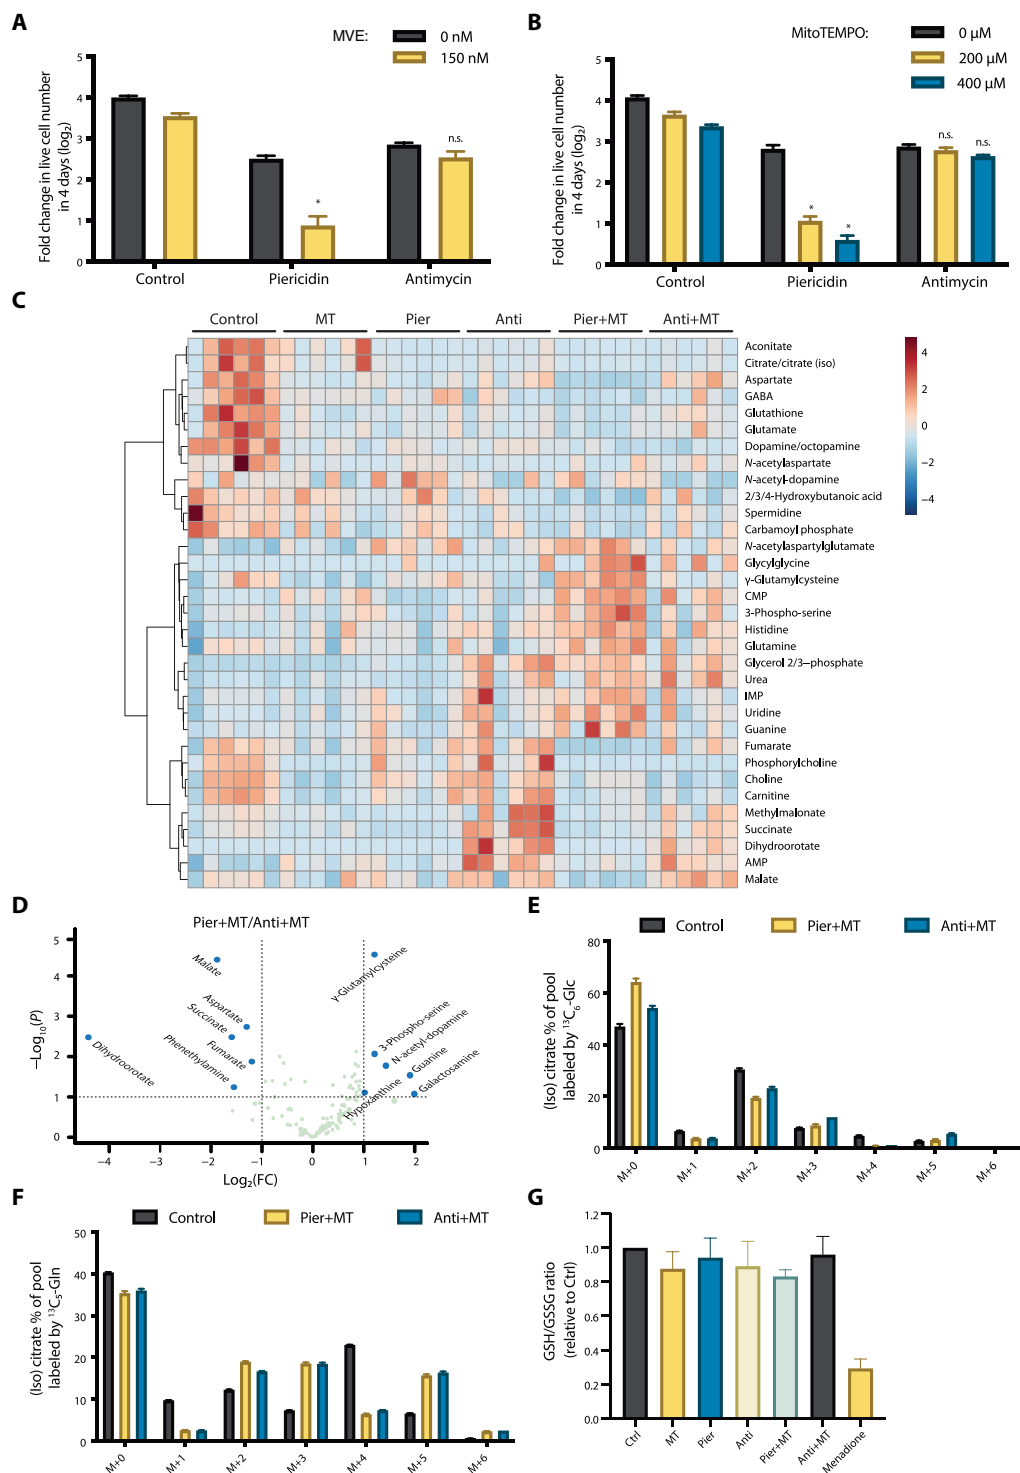 A
MVE:
0 nM
150 nM
Fold change in live cell number
in 4 days (log₂)
5
4
3
2
1
0
Control
Piericidin
Antimycin
*
n.s.
B
MitoTEMPO:
0 µM
200 µM
400 µM
Fold change in live cell number
in 4 days (log₂)
5
4
3
2
1
0
Control
Piericidin
Antimycin
*
*
n.s.
n.s.
C
Control
MT
Pier
Anti
Pier+MT
Anti+MT
Aconitate
Citrate/citrate (iso)
Aspartate
GABA
Glutathione
Glutamate
Dopamine/octopamine
N-acetylaspartate
N-acetyl-dopamine
2/3/4-Hydroxybutanoic acid
Spermidine
Carbamoyl phosphate
N-acetylaspartylglutamate
Glycylglycine
γ-Glutamylcysteine
CMP
3-Phospho-serine
Histidine
Glutamine
Glycerol 2/3–phosphate
Urea
IMP
Uridine
Guanine
Fumarate
Phosphorylcholine
Choline
Carnitine
Methylmalonate
Succinate
Dihydroorotate
AMP
Malate
4
2
0
−2
−4
D
Pier+MT/Anti+MT
−Log₁₀(P)
5
4
3
2
1
0
−4
−3
−2
−1
0
1
2
Log₂(FC)
Malate
Aspartate
Succinate
Fumarate
Phenethylamine
Dihydroorotate
γ-Glutamylcysteine
3-Phospho-serine
N-acetyl-dopamine
Guanine
Galactosamine
Hypoxanthine
E
Control
Pier+MT
Anti+MT
(Iso) citrate % of pool
labeled by ¹³C₆-Glc
80
60
40
20
0
M+0
M+1
M+2
M+3
M+4
M+5
M+6
F
Control
Pier+MT
Anti+MT
(Iso) citrate % of pool
labeled by ¹³C₅-Gln
50
40
30
20
10
0
M+0
M+1
M+2
M+3
M+4
M+5
M+6
G
GSH/GSSG ratio
(relative to Ctrl)
1.2
1.0
0.8
0.6
0.4
0.2
0.0
Ctrl
MT
Pier
Anti
Pier+MT
Anti+MT
Menadione